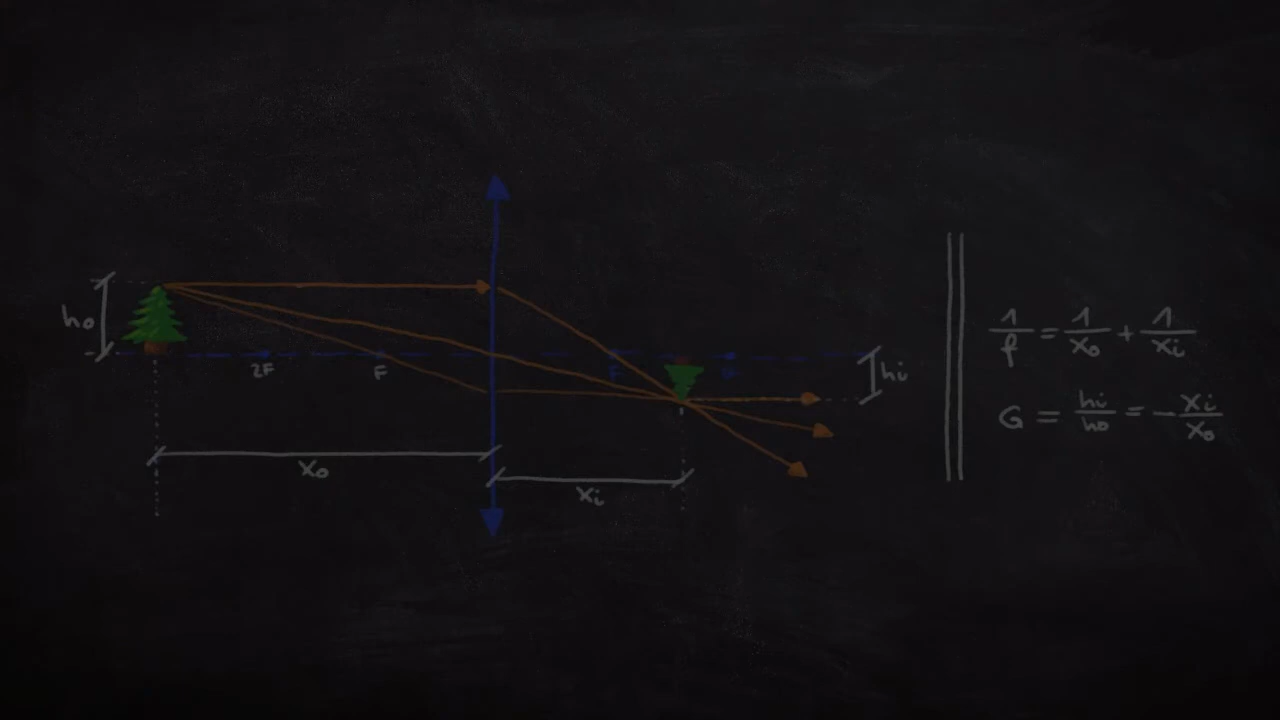 h₀
2F
F
F
hi
x₀
xi
1/f = 1/x₀ + 1/xi
G = hi/h₀ = - xi/x₀